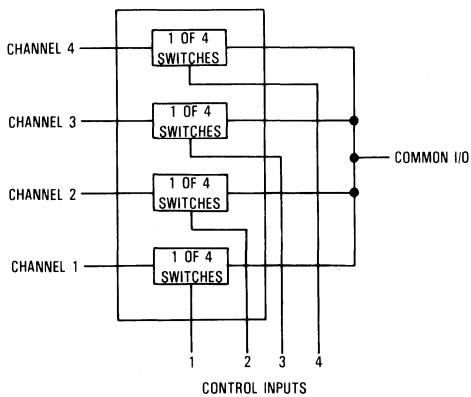 CHANNEL 4
1 OF 4
SWITCHES
CHANNEL 3
1 OF 4
SWITCHES
COMMON I/O
CHANNEL 2
1 OF 4
SWITCHES
CHANNEL 1
1 OF 4
SWITCHES
1 2 3 4
CONTROL INPUTS